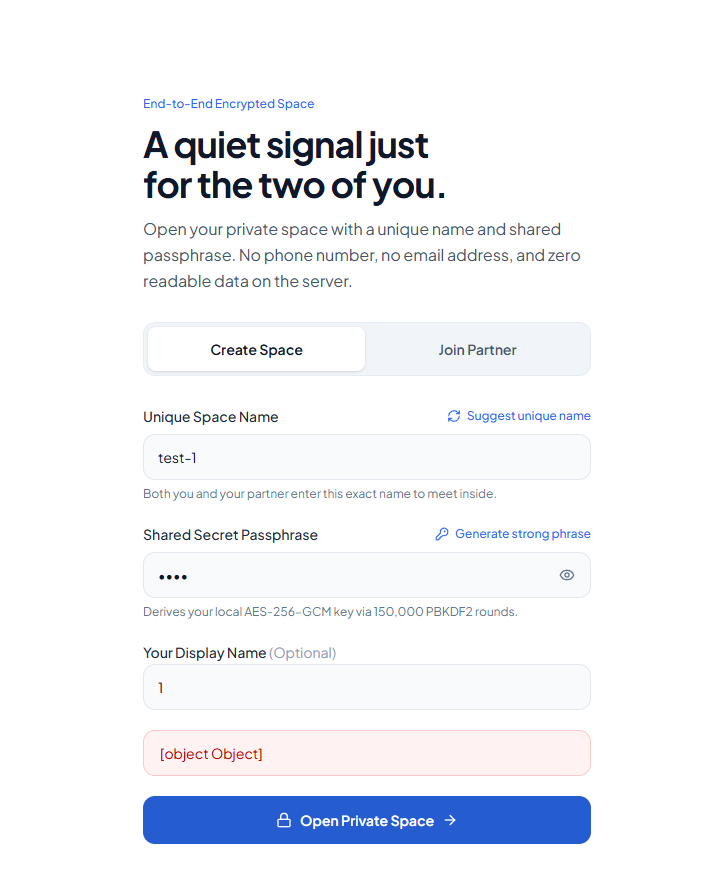 End-to-End Encrypted Space
A quiet signal just
for the two of you.
Open your private space with a unique name and shared
passphrase. No phone number, no email address, and zero
readable data on the server.
Create Space
Join Partner
Unique Space Name
Suggest unique name
test-1
Both you and your partner enter this exact name to meet inside.
Shared Secret Passphrase
Generate strong phrase
••••
Derives your local AES-256-GCM key via 150,000 PBKDF2 rounds.
Your Display Name (Optional)
1
[object Object]
Open Private Space →